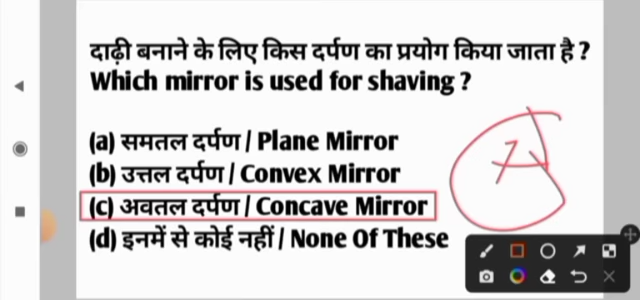 दाढ़ी बनाने के लिए किस दर्पण का प्रयोग किया जाता है ?
Which mirror is used for shaving ?
(a) समतल दर्पण / Plane Mirror
(b) उत्तल दर्पण / Convex Mirror
(c) अवतल दर्पण / Concave Mirror
(d) इनमें से कोई नहीं / None Of These